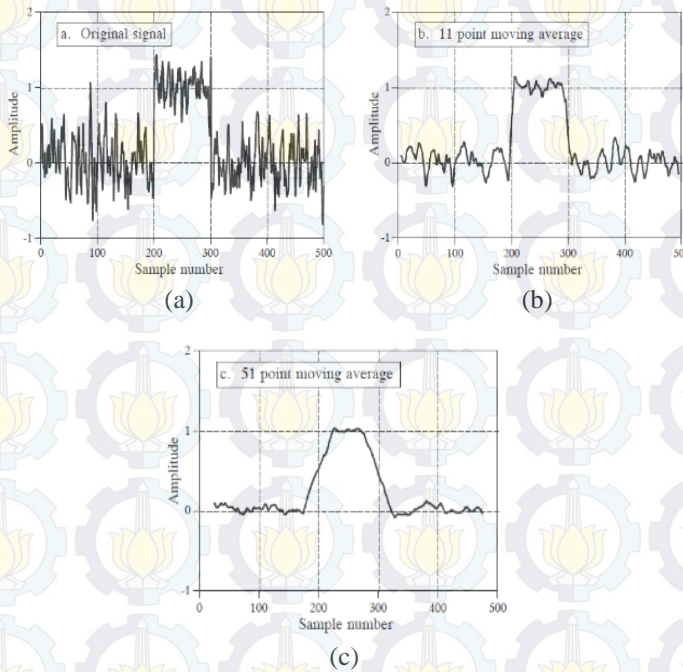 a. Original signal
2
1
0
-1
Amplitude
0 100 200 300 400 500
Sample number
(a)
b. 11 point moving average
2
1
0
-1
Amplitude
0 100 200 300 400 500
Sample number
(b)
c. 51 point moving average
2
1
0
-1
Amplitude
0 100 200 300 400 500
Sample number
(c)